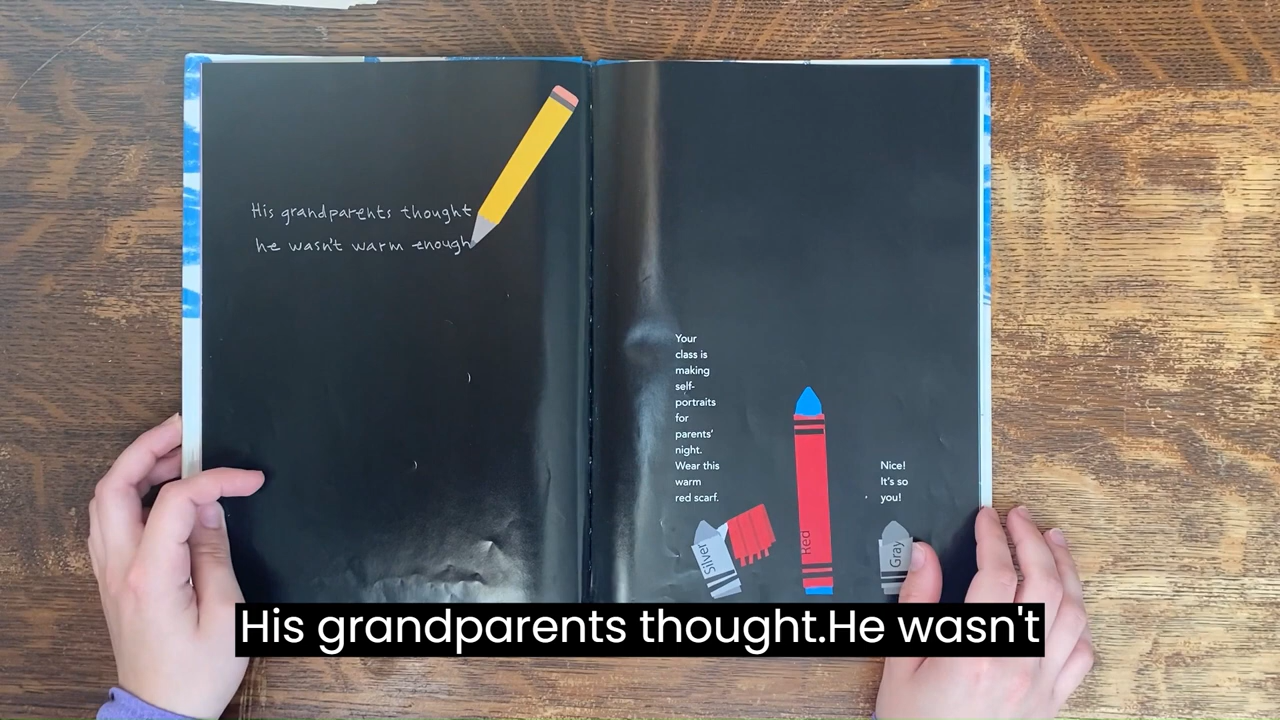 His grandparents thought
he wasn't warm enough
Your
class is
making
self-
portraits
for
parents'
night.
Wear this
warm
red scarf.
Nice!
It's so
you!
Silver
Red
Gray
His grandparents thought.He wasn't